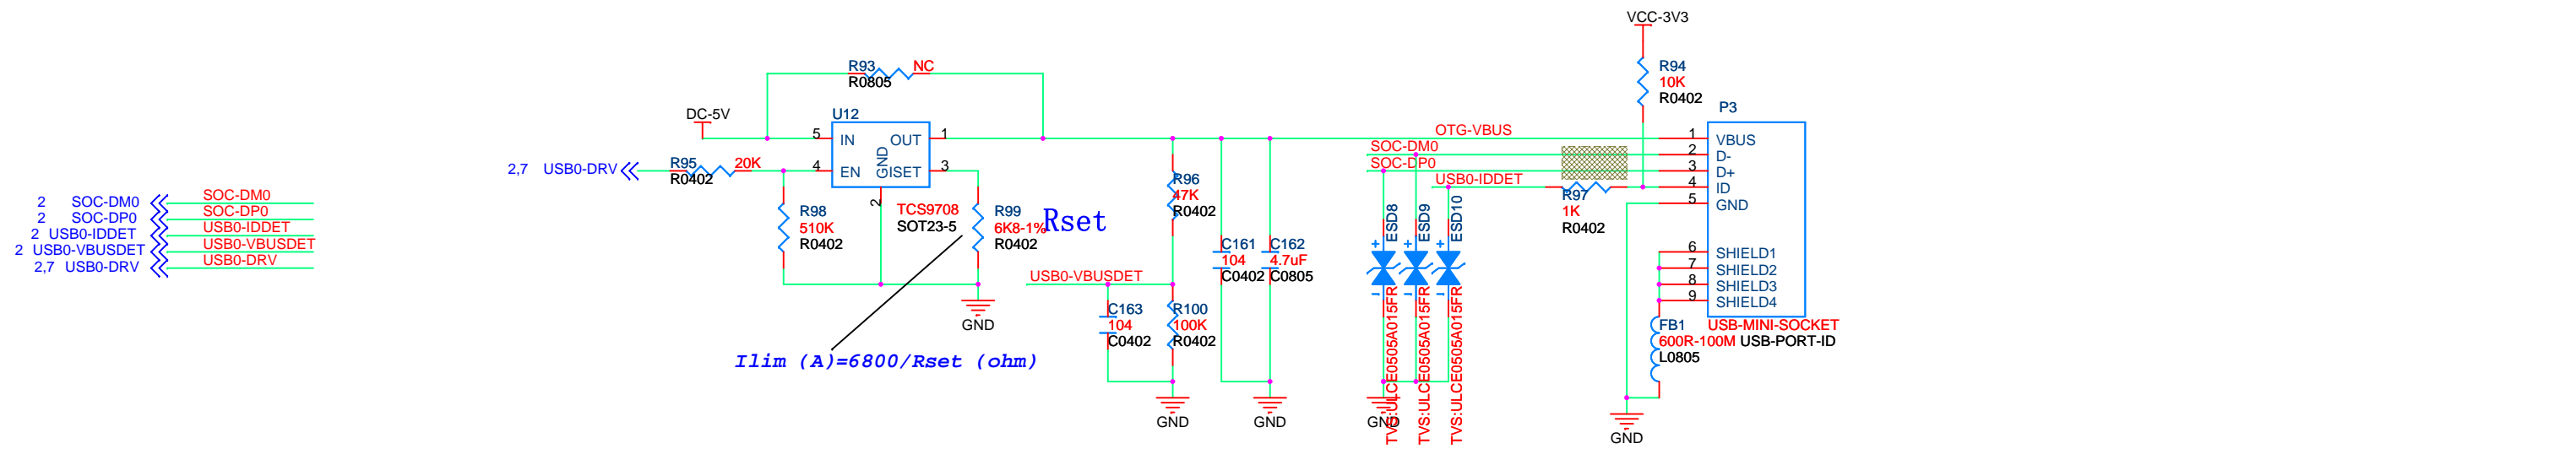 2 SOC-DM0 SOC-DM0
2 SOC-DP0 SOC-DP0
2 USB0-IDDET USB0-IDDET
2 USB0-VBUSDET USB0-VBUSDET
2,7 USB0-DRV USB0-DRV
R93 NC
R0805
DC-5V
U12
5 IN OUT 1
4 EN GND ISET 3
2
2,7 USB0-DRV
R95 20K
R0402
R98
510K
R0402
TCS9708
SOT23-5
R99
6K8-1%
R0402
Rset
GND
Ilim (A)=6800/Rset (ohm)
R96
47K
R0402
USB0-VBUSDET
C163
104
C0402
R100
100K
R0402
GND
C161
104
C0402
C162
4.7uF
C0805
GND
OTG-VBUS
SOC-DM0
SOC-DP0
USB0-IDDET
ESD8
TVS:ULCE0505A015FR
ESD9
TVS:ULCE0505A015FR
ESD10
TVS:ULCE0505A015FR
GND
VCC-3V3
R94
10K
R0402
R97
1K
R0402
P3
1 VBUS
2 D-
3 D+
4 ID
5 GND
6 SHIELD1
7 SHIELD2
8 SHIELD3
9 SHIELD4
USB-MINI-SOCKET
USB-PORT-ID
FB1
600R-100M
L0805
GND